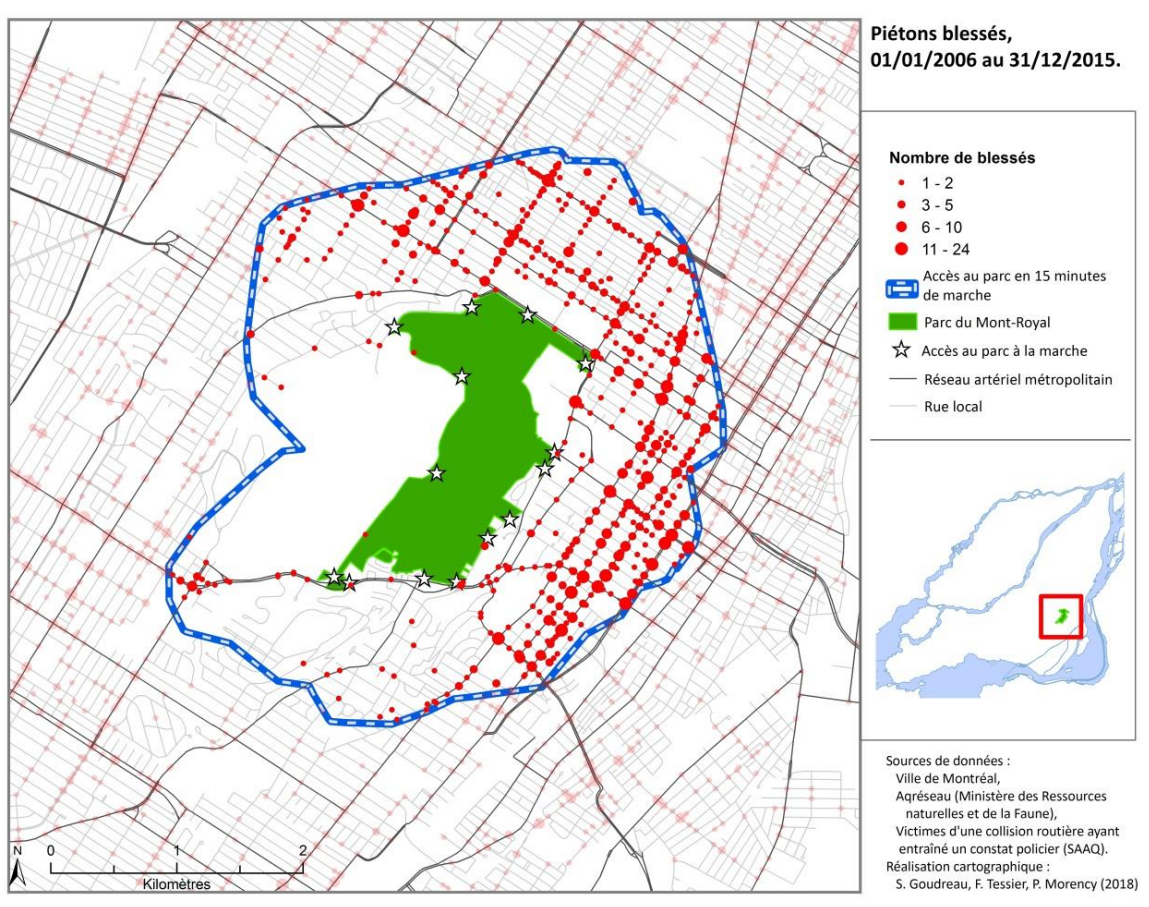 Piétons blessés,
01/01/2006 au 31/12/2015.
Nombre de blessés
1 - 2
3 - 5
6 - 10
11 - 24
Accès au parc en 15 minutes
de marche
Parc du Mont-Royal
Accès au parc à la marche
Réseau artériel métropolitain
Rue local
Sources de données :
Ville de Montréal,
Aqréseau (Ministère des Ressources
naturelles et de la Faune),
Victimes d'une collision routière ayant
entraîné un constat policier (SAAQ).
Réalisation cartographique :
S. Goudreau, F. Tessier, P. Morency (2018)
N 0 1 2
Kilomètres